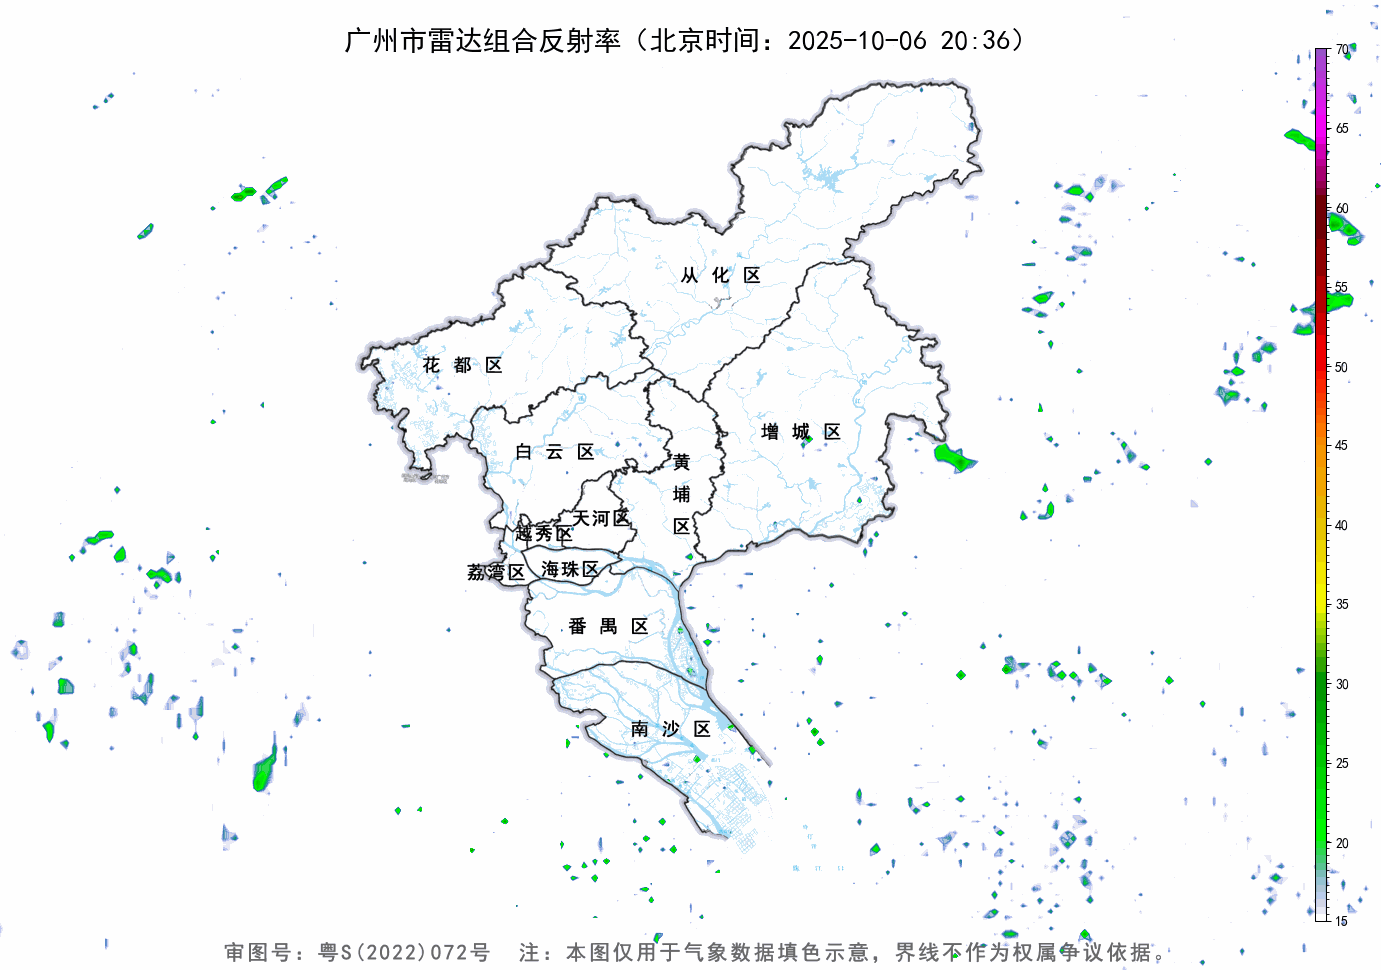 广州市雷达组合反射率（北京时间：2025-10-06 20:36）
70
65
60
55
50
45
40
35
30
25
20
15
从化区
花都区
增城区
白云区
黄埔区
天河区
越秀区
荔湾区
海珠区
番禺区
南沙区
审图号：粤S(2022)072号 注：本图仅用于气象数据填色示意，界线不作为权属争议依据。